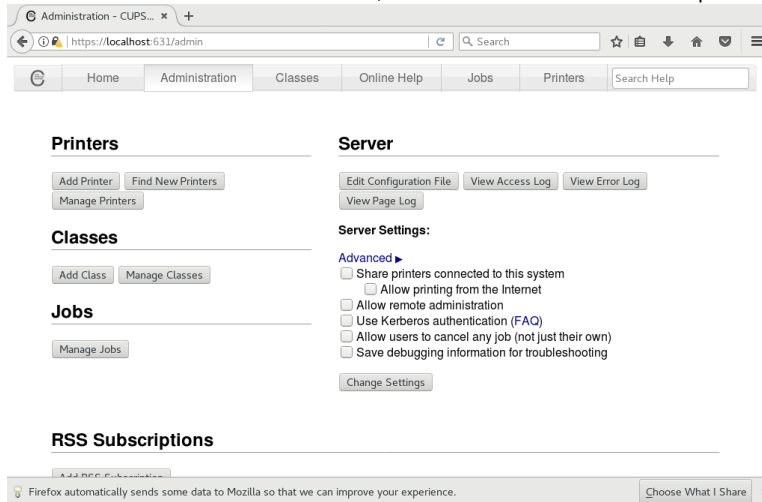 Administration - CUPS...
https://localhost:631/admin
Search
Home Administration Classes Online Help Jobs Printers Search Help
Printers
Add Printer Find New Printers
Manage Printers
Classes
Add Class Manage Classes
Jobs
Manage Jobs
Server
Edit Configuration File View Access Log View Error Log
View Page Log
Server Settings:
Advanced ▸
Share printers connected to this system
Allow printing from the Internet
Allow remote administration
Use Kerberos authentication (FAQ)
Allow users to cancel any job (not just their own)
Save debugging information for troubleshooting
Change Settings
RSS Subscriptions
Add RSS Subscription
Firefox automatically sends some data to Mozilla so that we can improve your experience. Choose What I Share